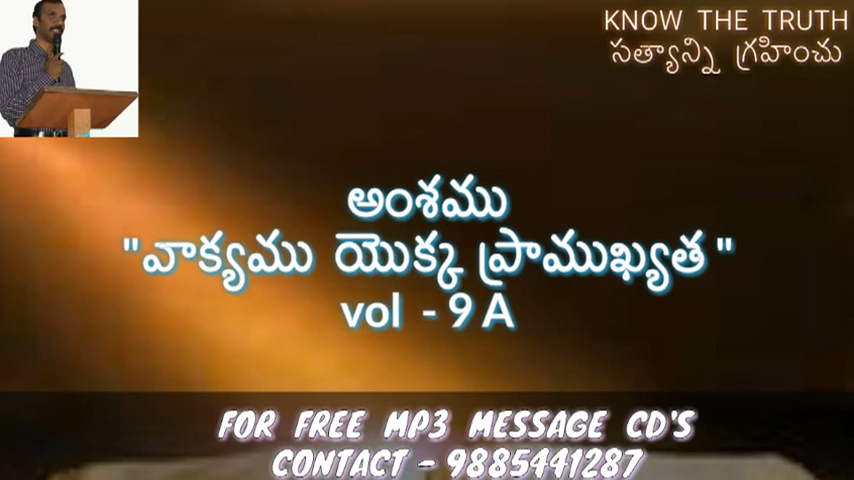 KNOW THE TRUTH
సత్యాన్ని గ్రహించు
అంశము
"వాక్యము యొక్క ప్రాముఖ్యత"
vol - 9 A
FOR FREE MP3 MESSAGE CD'S
CONTACT - 9885441287